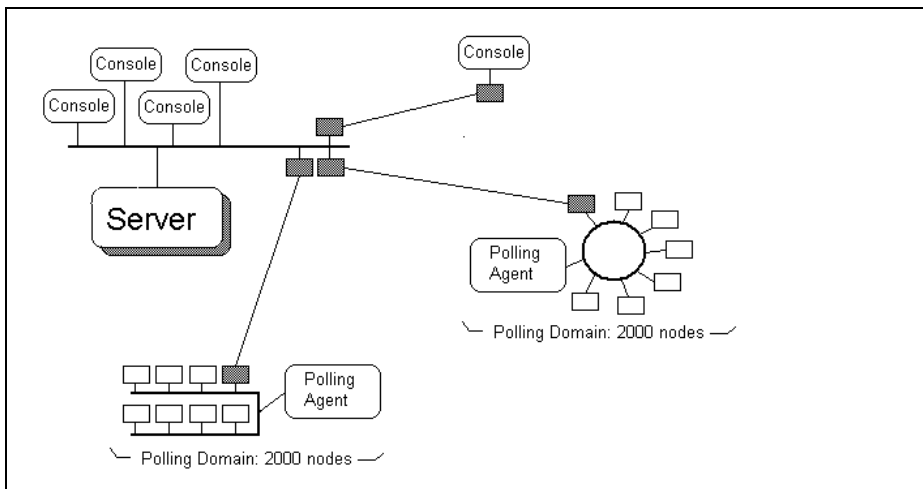 Console
Console
Console
Console
Console
Server
Polling
Agent
Polling Domain: 2000 nodes
Polling
Agent
Polling Domain: 2000 nodes